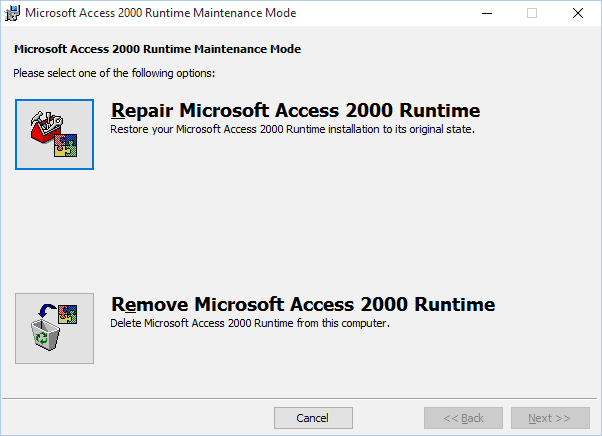 Microsoft Access 2000 Runtime Maintenance Mode
Microsoft Access 2000 Runtime Maintenance Mode
Please select one of the following options:
Repair Microsoft Access 2000 Runtime
Restore your Microsoft Access 2000 Runtime installation to its original state.
Remove Microsoft Access 2000 Runtime
Delete Microsoft Access 2000 Runtime from this computer.
Cancel << Back Next >>